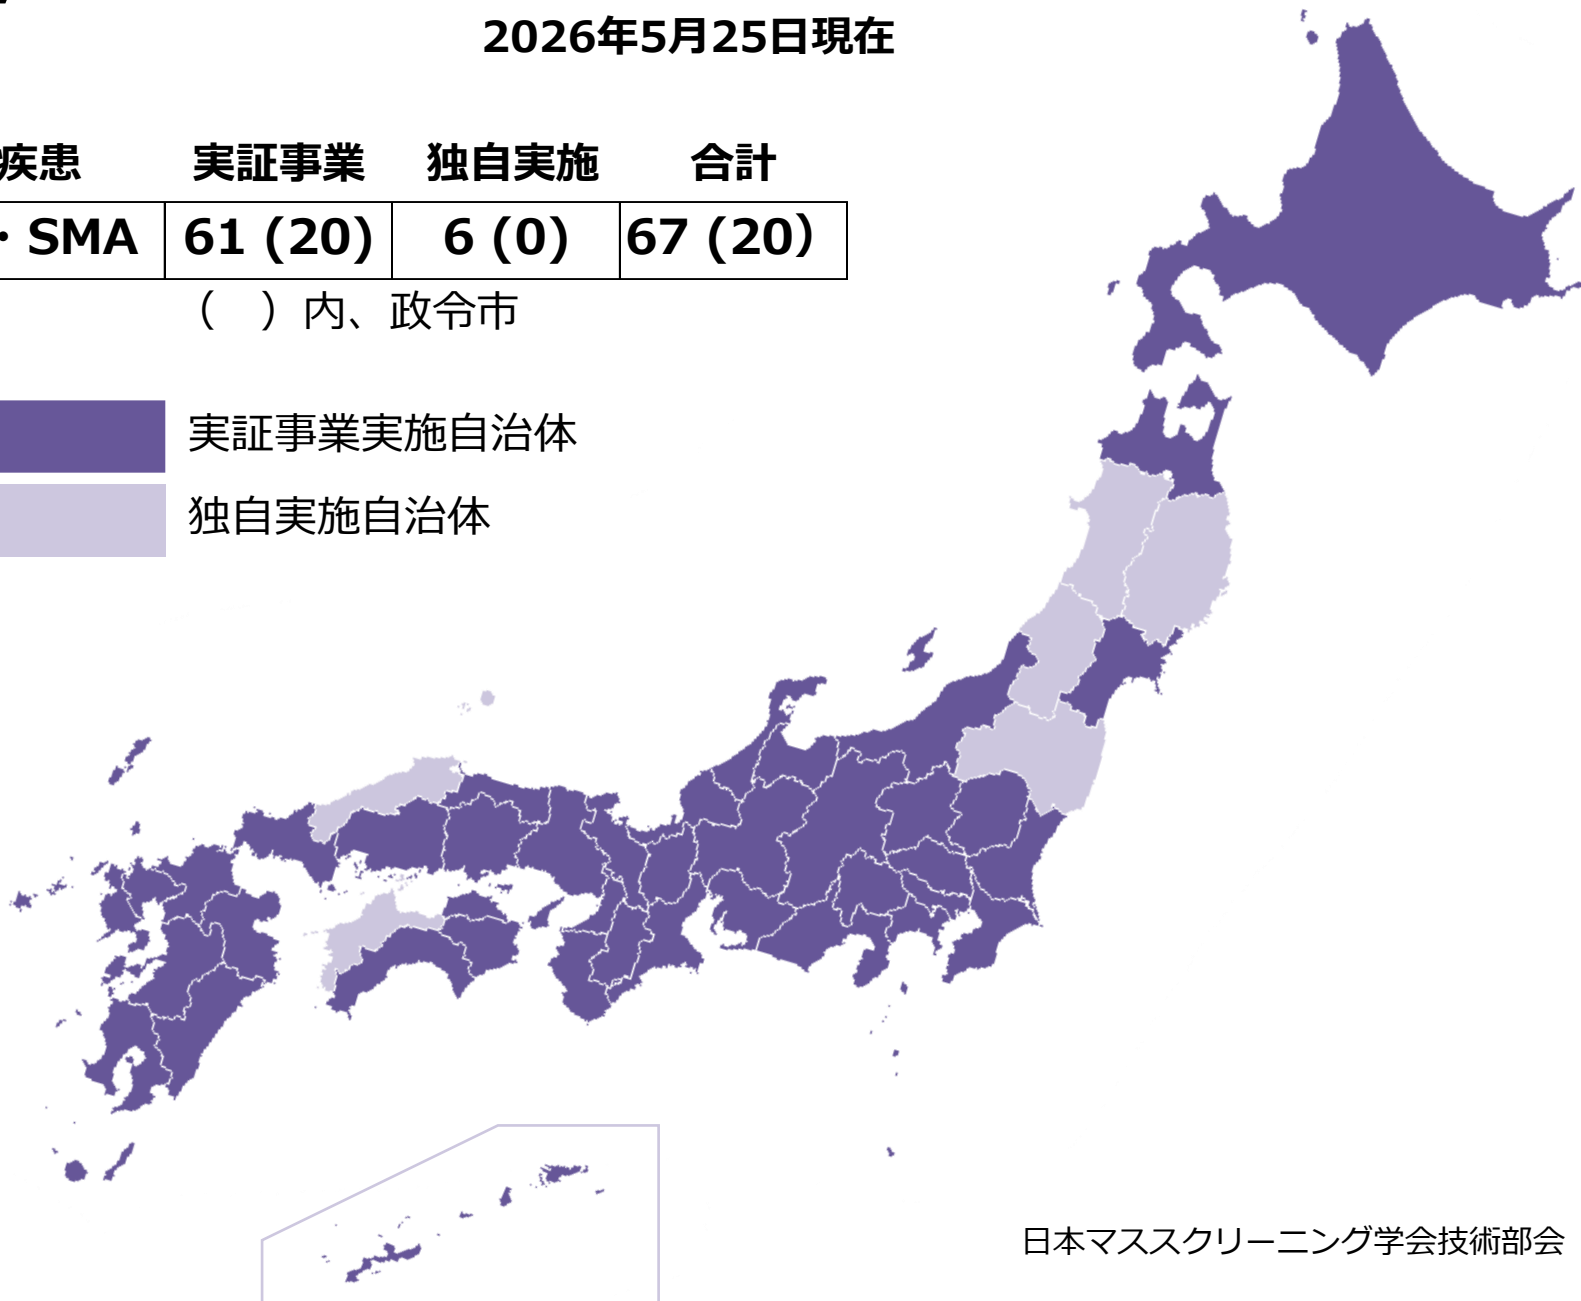 2026年5月25日現在
疾患 実証事業 独自実施 合計
・SMA 61 (20) 6 (0) 67 (20）
（　）内、政令市
実証事業実施自治体
独自実施自治体
日本マススクリーニング学会技術部会